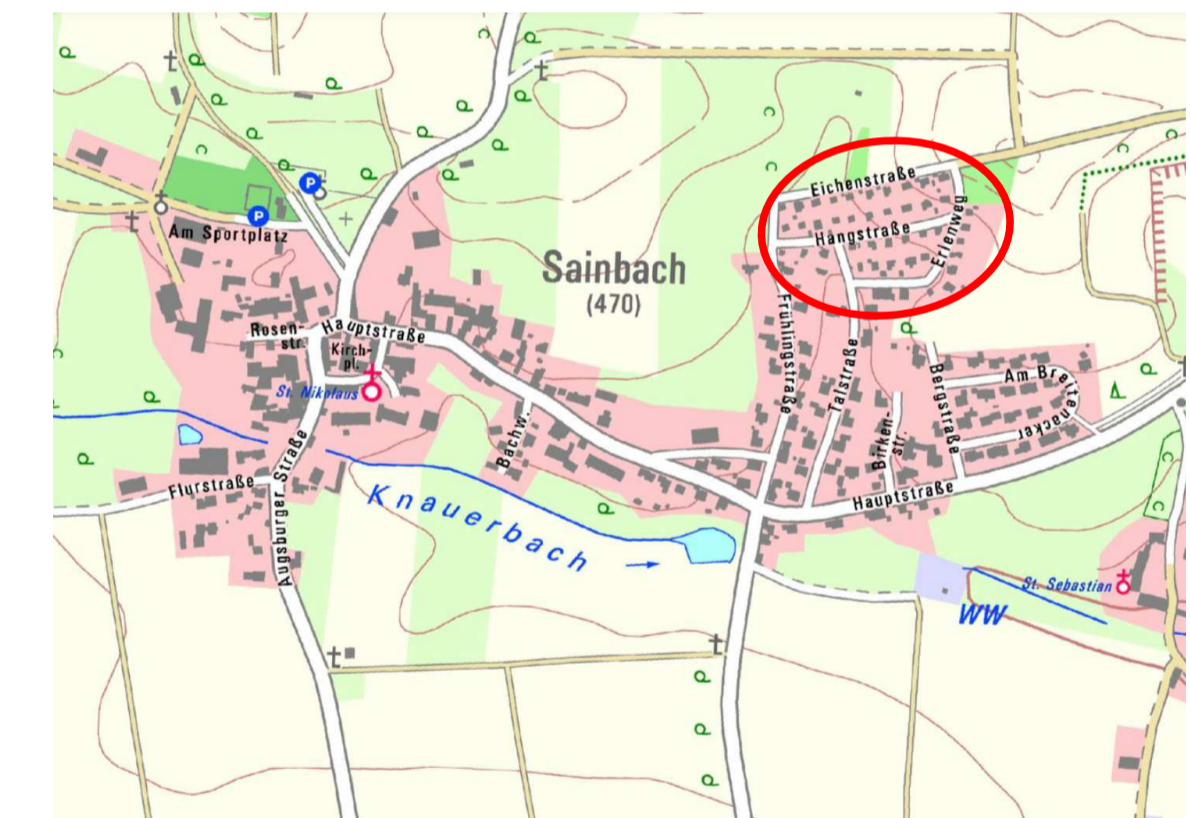 Eichenstraße
Hangstraße
Erlenweg
Am Sportplatz
P
P
Sainbach
(470)
Rosen-
str.
Hauptstraße
Kirch-
pl.
St. Nikolaus
Frühlingstraße
Talstraße
Bergstraße
Am Breitenacker
Birken-
str.
Bachw.
Hauptstraße
Flurstraße
Augsburger Straße
Knauerbach
WW
St. Sebastian